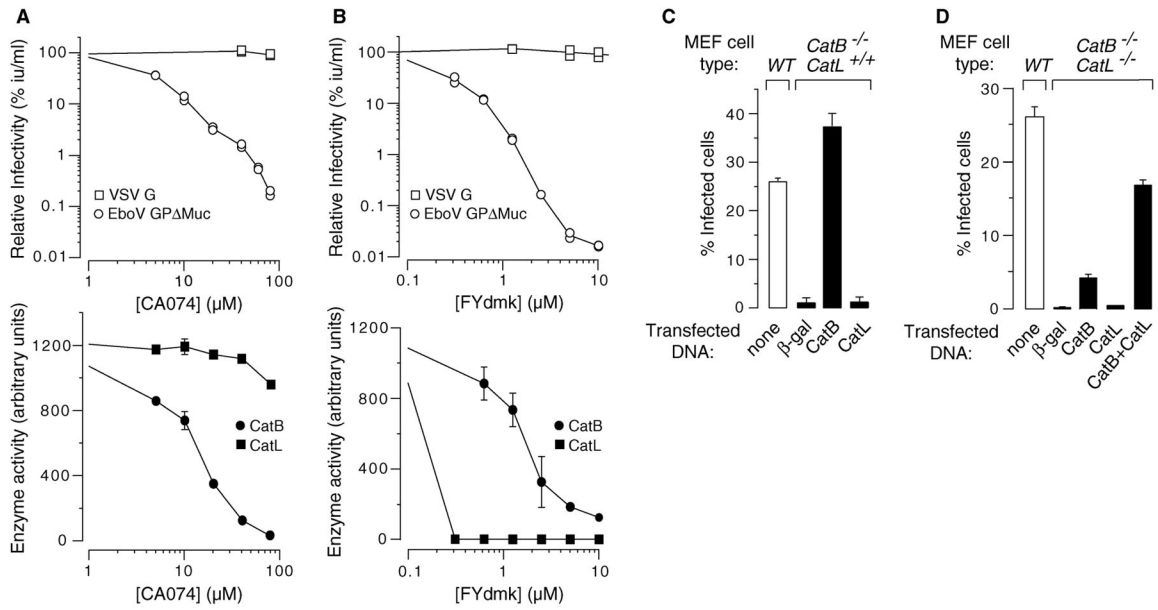 A
Relative Infectivity (% iu/ml)
100
10
1
0.1
0.01
VSV G
EboV GPΔMuc
1
10
100
[CA074] (µM)
Enzyme activity (arbitrary units)
1200
800
400
0
CatB
CatL
1
10
100
[CA074] (µM)
B
Relative Infectivity (% iu/ml)
100
10
1
0.1
0.01
VSV G
EboV GPΔMuc
0.1
1
10
[FYdmk] (µM)
Enzyme activity (arbitrary units)
1200
800
400
0
CatB
CatL
0.1
1
10
[FYdmk] (µM)
C
MEF cell
type:
WT
CatB -/-
CatL +/+
% Infected cells
40
30
20
10
0
Transfected
DNA:
none
β-gal
CatB
CatL
D
MEF cell
type:
WT
CatB -/-
CatL -/-
% Infected cells
30
20
10
0
Transfected
DNA:
none
β-gal
CatB
CatL
CatB+CatL